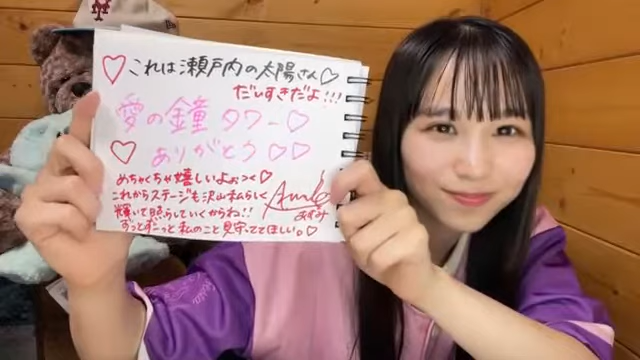 ♡これは瀬戸内の太陽さん♡
だいすきだよ!!!
愛の鐘タワー♡
♡ありがとう♡♡
めちゃくちゃ嬉しいよぉっ♡
これからステージも沢山私らしく
輝いて照らしていくからね!!
ずっとずーっと私のこと見守っててほしい。♡
あずみ